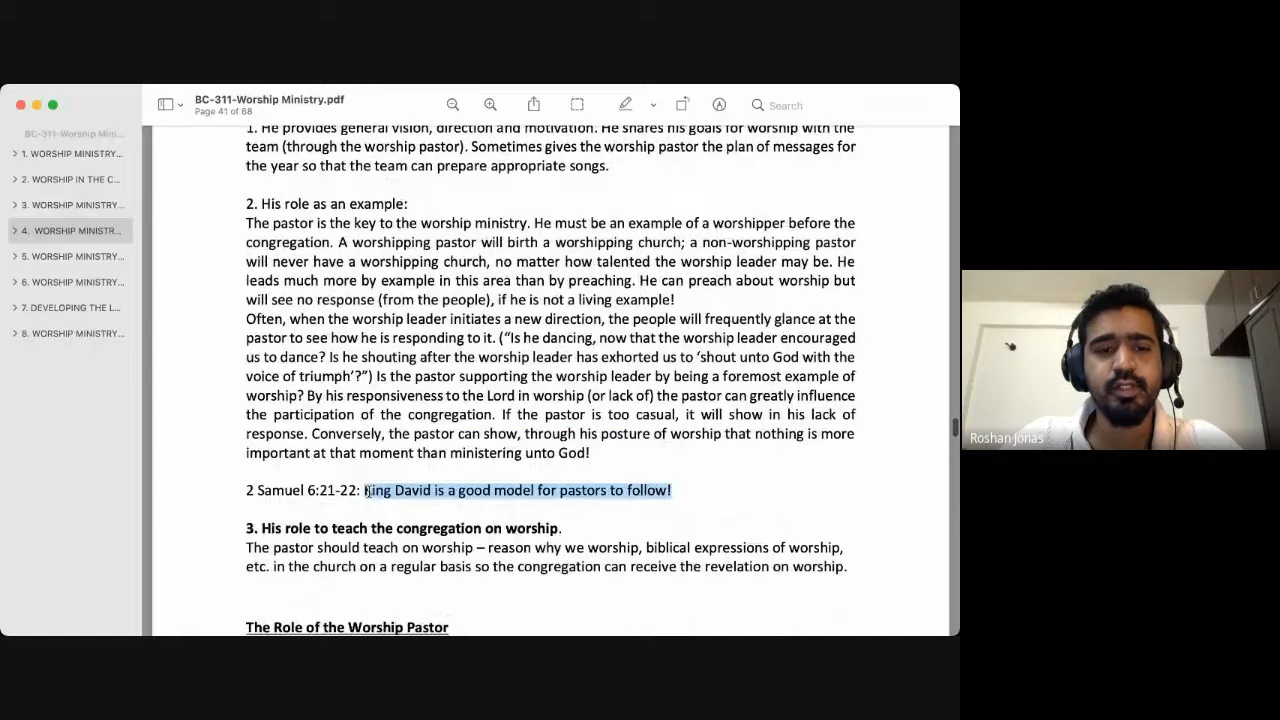 BC-311-Worship Ministry.pdf
Page 41 of 68
Search
BC-311-Worship Mini...
1. WORSHIP MINISTRY...
2. WORSHIP IN THE C...
3. WORSHIP MINISTRY...
4. WORSHIP MINISTR...
5. WORSHIP MINISTRY...
6. WORSHIP MINISTRY...
7. DEVELOPING THE L...
8. WORSHIP MINISTRY...
1. He provides general vision, direction and motivation. He shares his goals for worship with the
team (through the worship pastor). Sometimes gives the worship pastor the plan of messages for
the year so that the team can prepare appropriate songs.
2. His role as an example:
The pastor is the key to the worship ministry. He must be an example of a worshipper before the
congregation. A worshipping pastor will birth a worshipping church; a non-worshipping pastor
will never have a worshipping church, no matter how talented the worship leader may be. He
leads much more by example in this area than by preaching. He can preach about worship but
will see no response (from the people), if he is not a living example!
Often, when the worship leader initiates a new direction, the people will frequently glance at the
pastor to see how he is responding to it. (“Is he dancing, now that the worship leader encouraged
us to dance? Is he shouting after the worship leader has exhorted us to ‘shout unto God with the
voice of triumph’?”) Is the pastor supporting the worship leader by being a foremost example of
worship? By his responsiveness to the Lord in worship (or lack of) the pastor can greatly influence
the participation of the congregation. If the pastor is too casual, it will show in his lack of
response. Conversely, the pastor can show, through his posture of worship that nothing is more
important at that moment than ministering unto God!
2 Samuel 6:21-22: King David is a good model for pastors to follow!
3. His role to teach the congregation on worship.
The pastor should teach on worship – reason why we worship, biblical expressions of worship,
etc. in the church on a regular basis so the congregation can receive the revelation on worship.
The Role of the Worship Pastor
Roshan Jonas